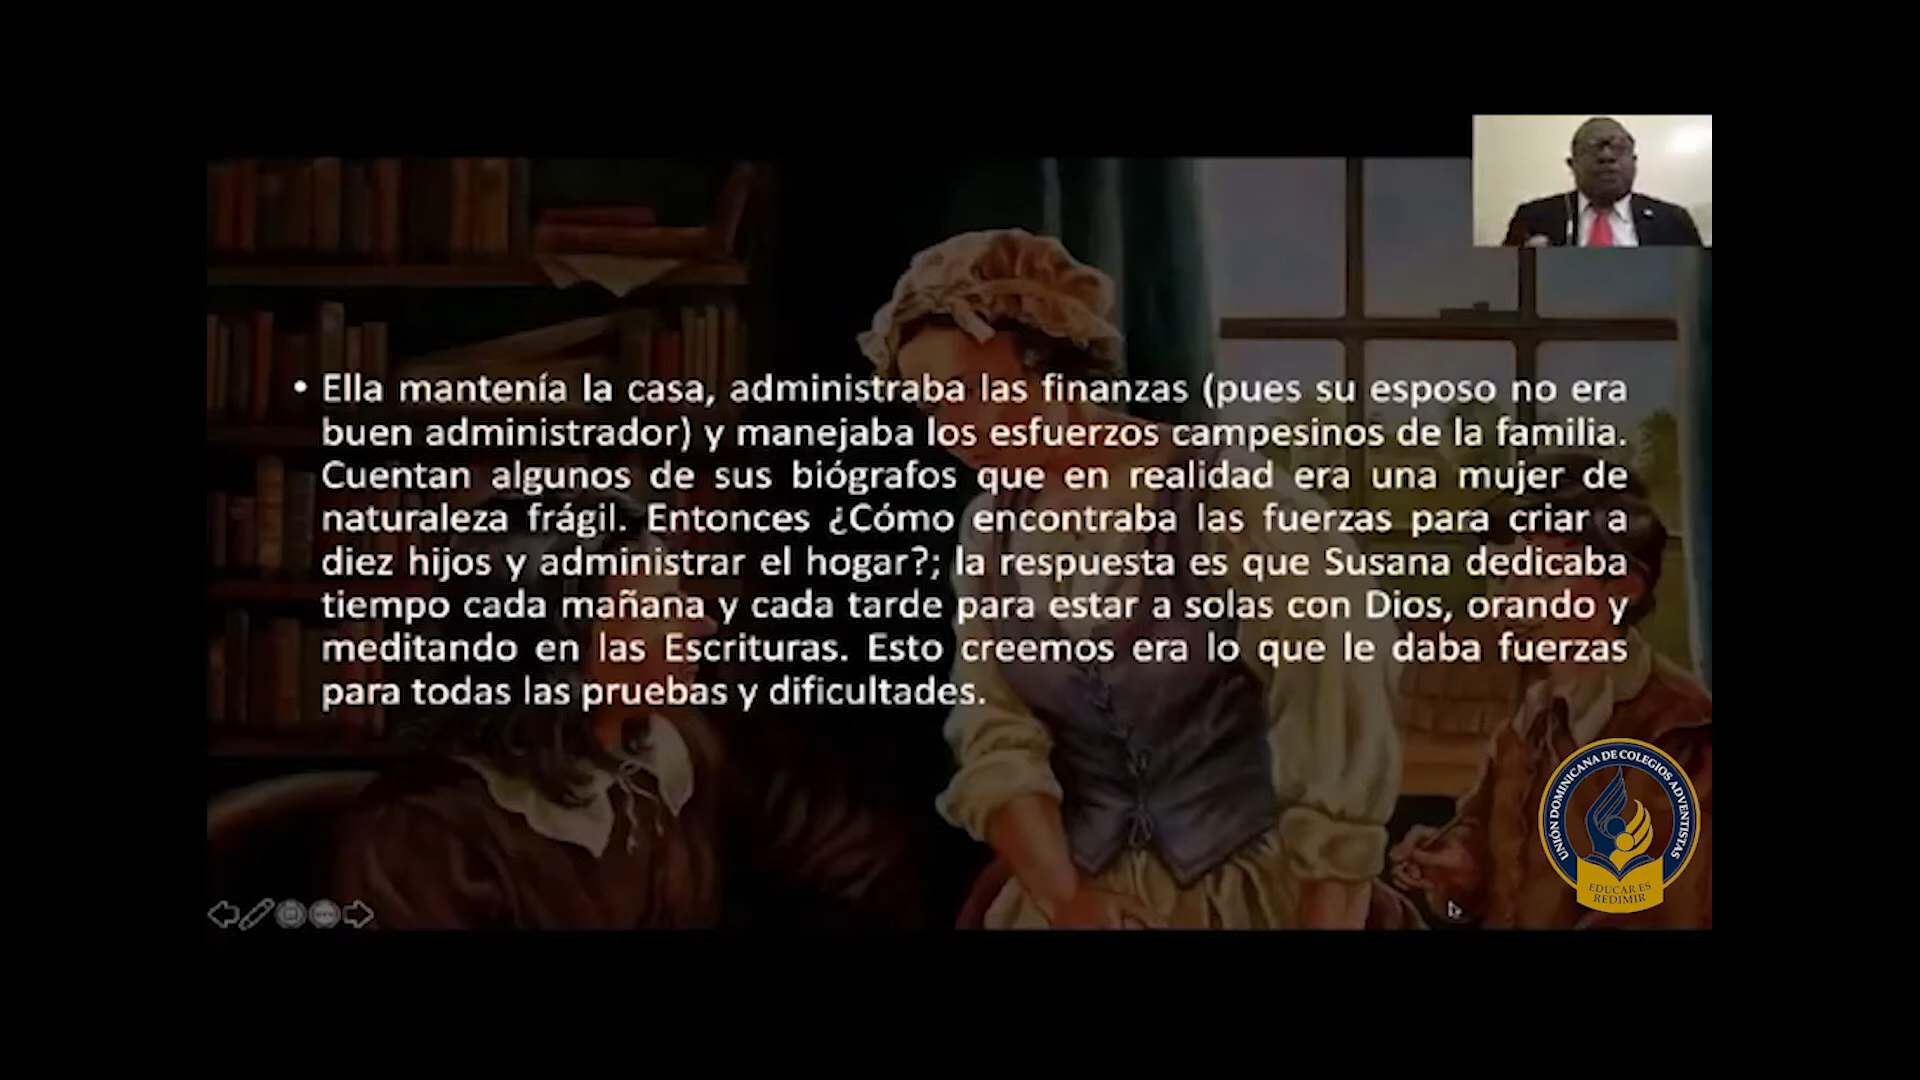 • Ella mantenía la casa, administraba las finanzas (pues su esposo no era
buen administrador) y manejaba los esfuerzos campesinos de la familia.
Cuentan algunos de sus biógrafos que en realidad era una mujer de
naturaleza frágil. Entonces ¿Cómo encontraba las fuerzas para criar a
diez hijos y administrar el hogar?; la respuesta es que Susana dedicaba
tiempo cada mañana y cada tarde para estar a solas con Dios, orando y
meditando en las Escrituras. Esto creemos era lo que le daba fuerzas
para todas las pruebas y dificultades.
UNIÓN DOMINICANA DE COLEGIOS ADVENTISTAS
EDUCAR ES
REDIMIR